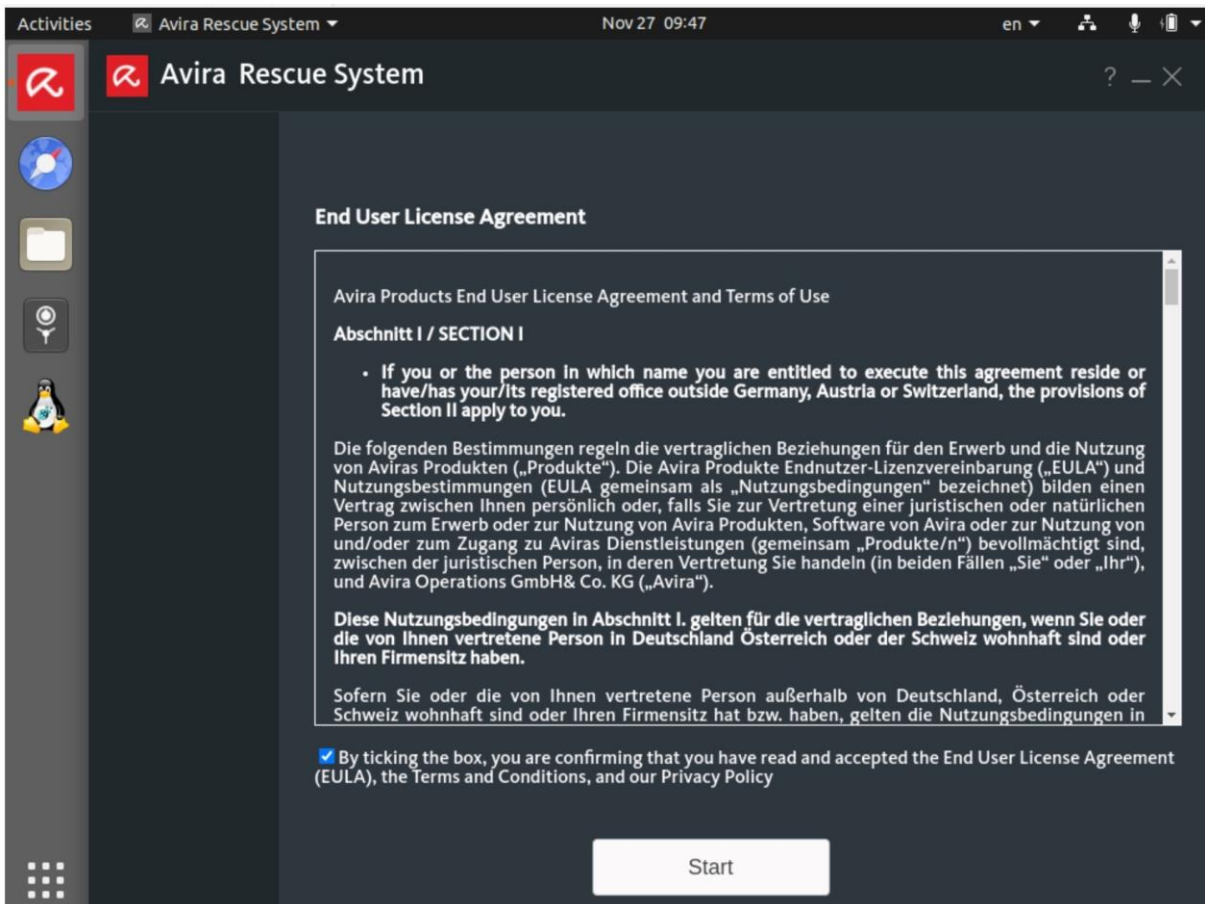 Activities
Avira Rescue System
Nov 27 09:47
en
Avira Rescue System
? 
End User License Agreement
Avira Products End User License Agreement and Terms of Use
Abschnitt I / SECTION I
• If you or the person in which name you are entitled to execute this agreement reside or
have/has your/its registered office outside Germany, Austria or Switzerland, the provisions of
Section II apply to you.
Die folgenden Bestimmungen regeln die vertraglichen Beziehungen für den Erwerb und die Nutzung
von Aviras Produkten („Produkte“). Die Avira Produkte Endnutzer-Lizenzvereinbarung („EULA“) und
Nutzungsbestimmungen (EULA gemeinsam als „Nutzungsbedingungen“ bezeichnet) bilden einen
Vertrag zwischen Ihnen persönlich oder, falls Sie zur Vertretung einer juristischen oder natürlichen
Person zum Erwerb oder zur Nutzung von Avira Produkten, Software von Avira oder zur Nutzung von
und/oder zum Zugang zu Aviras Dienstleistungen (gemeinsam „Produkte/n“) bevollmächtigt sind,
zwischen der juristischen Person, in deren Vertretung Sie handeln (in beiden Fällen „Sie“ oder „Ihr“),
und Avira Operations GmbH& Co. KG („Avira“).
Diese Nutzungsbedingungen in Abschnitt I. gelten für die vertraglichen Beziehungen, wenn Sie oder
die von Ihnen vertretene Person in Deutschland Österreich oder der Schweiz wohnhaft sind oder
Ihren Firmensitz haben.
Sofern Sie oder die von Ihnen vertretene Person außerhalb von Deutschland, Österreich oder
Schweiz wohnhaft sind oder Ihren Firmensitz hat bzw. haben, gelten die Nutzungsbedingungen in
By ticking the box, you are confirming that you have read and accepted the End User License Agreement
(EULA), the Terms and Conditions, and our Privacy Policy
Start